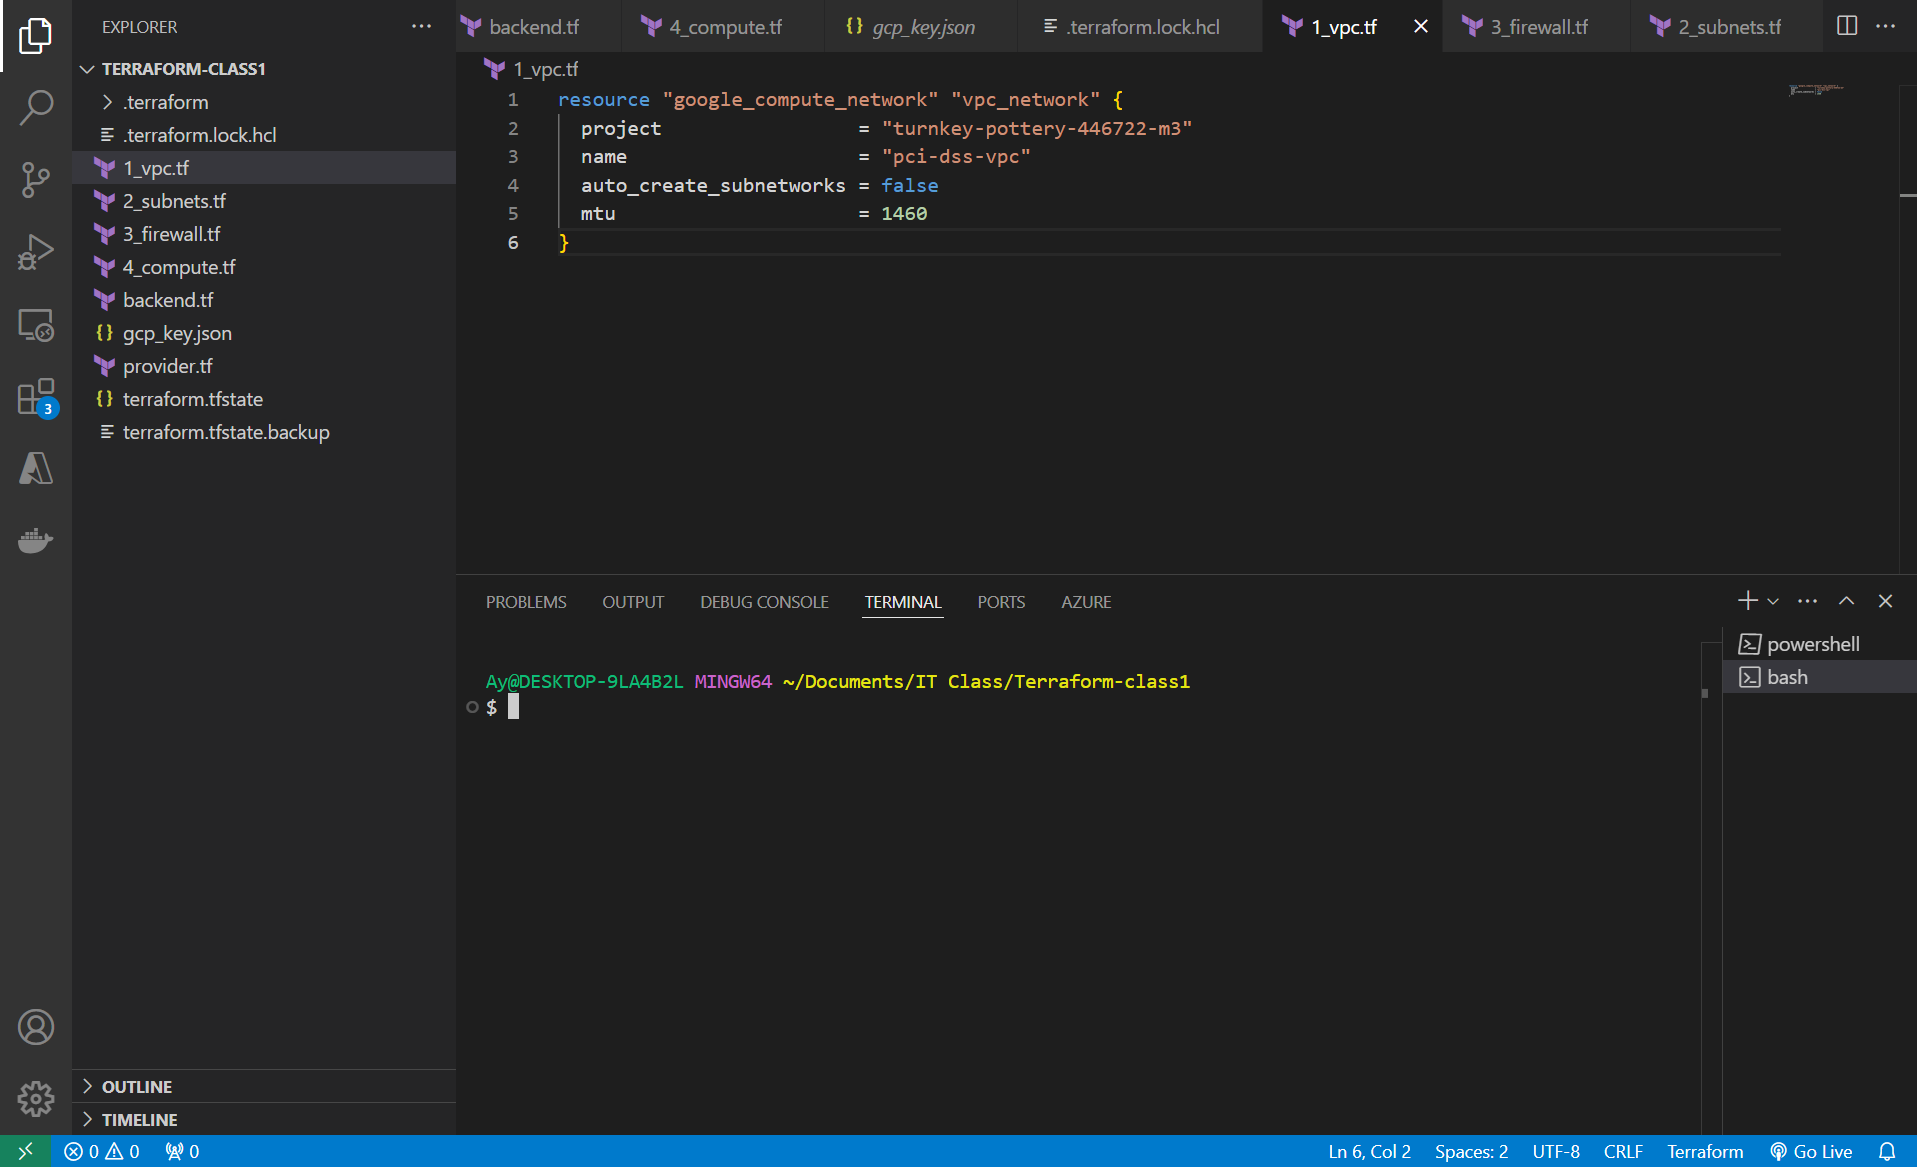 EXPLORER
TERRAFORM-CLASS1
.terraform
.terraform.lock.hcl
1_vpc.tf
2_subnets.tf
3_firewall.tf
4_compute.tf
backend.tf
gcp_key.json
provider.tf
terraform.tfstate
terraform.tfstate.backup
3
OUTLINE
TIMELINE
backend.tf 4_compute.tf gcp_key.json .terraform.lock.hcl 1_vpc.tf 3_firewall.tf 2_subnets.tf
1_vpc.tf
1 resource "google_compute_network" "vpc_network" {
2 project = "turnkey-pottery-446722-m3"
3 name = "pci-dss-vpc"
4 auto_create_subnetworks = false
5 mtu = 1460
6 }
PROBLEMS OUTPUT DEBUG CONSOLE TERMINAL PORTS AZURE
Ay@DESKTOP-9LA4B2L MINGW64 ~/Documents/IT Class/Terraform-class1
$
powershell
bash
0 0 0 Ln 6, Col 2 Spaces: 2 UTF-8 CRLF Terraform Go Live